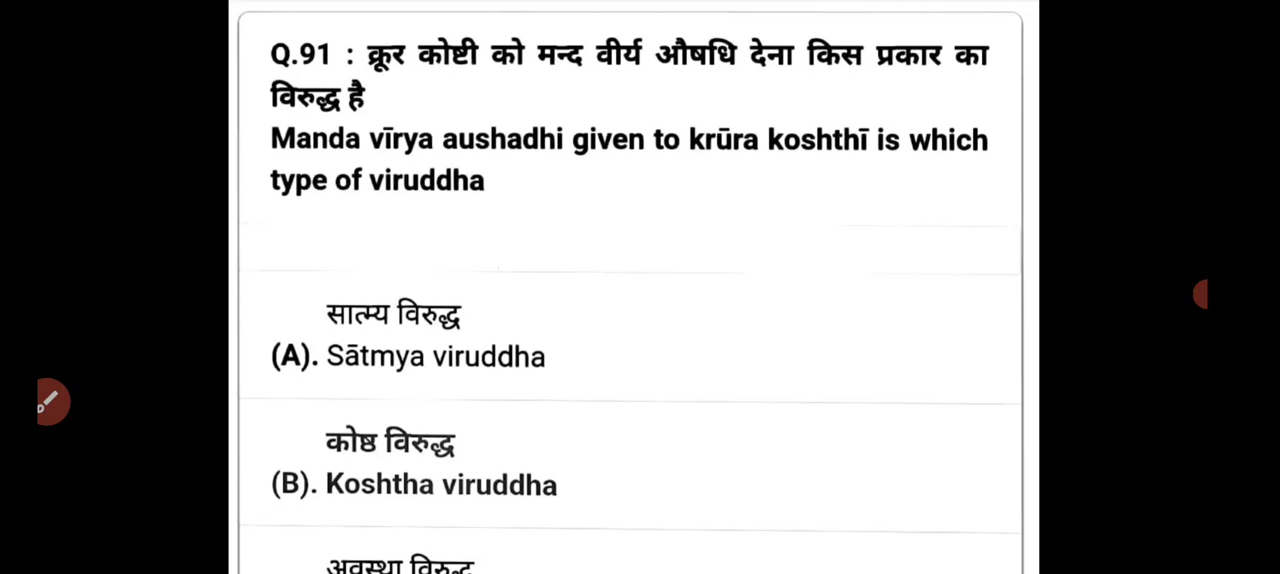 Q.91 : क्रूर कोष्टी को मन्द वीर्य औषधि देना किस प्रकार का
विरुद्ध है
Manda vīrya aushadhi given to krūra koshthī is which
type of viruddha
सात्म्य विरुद्ध
(A). Sātmya viruddha
कोष्ठ विरुद्ध
(B). Koshtha viruddha
अवस्था विरुद्ध